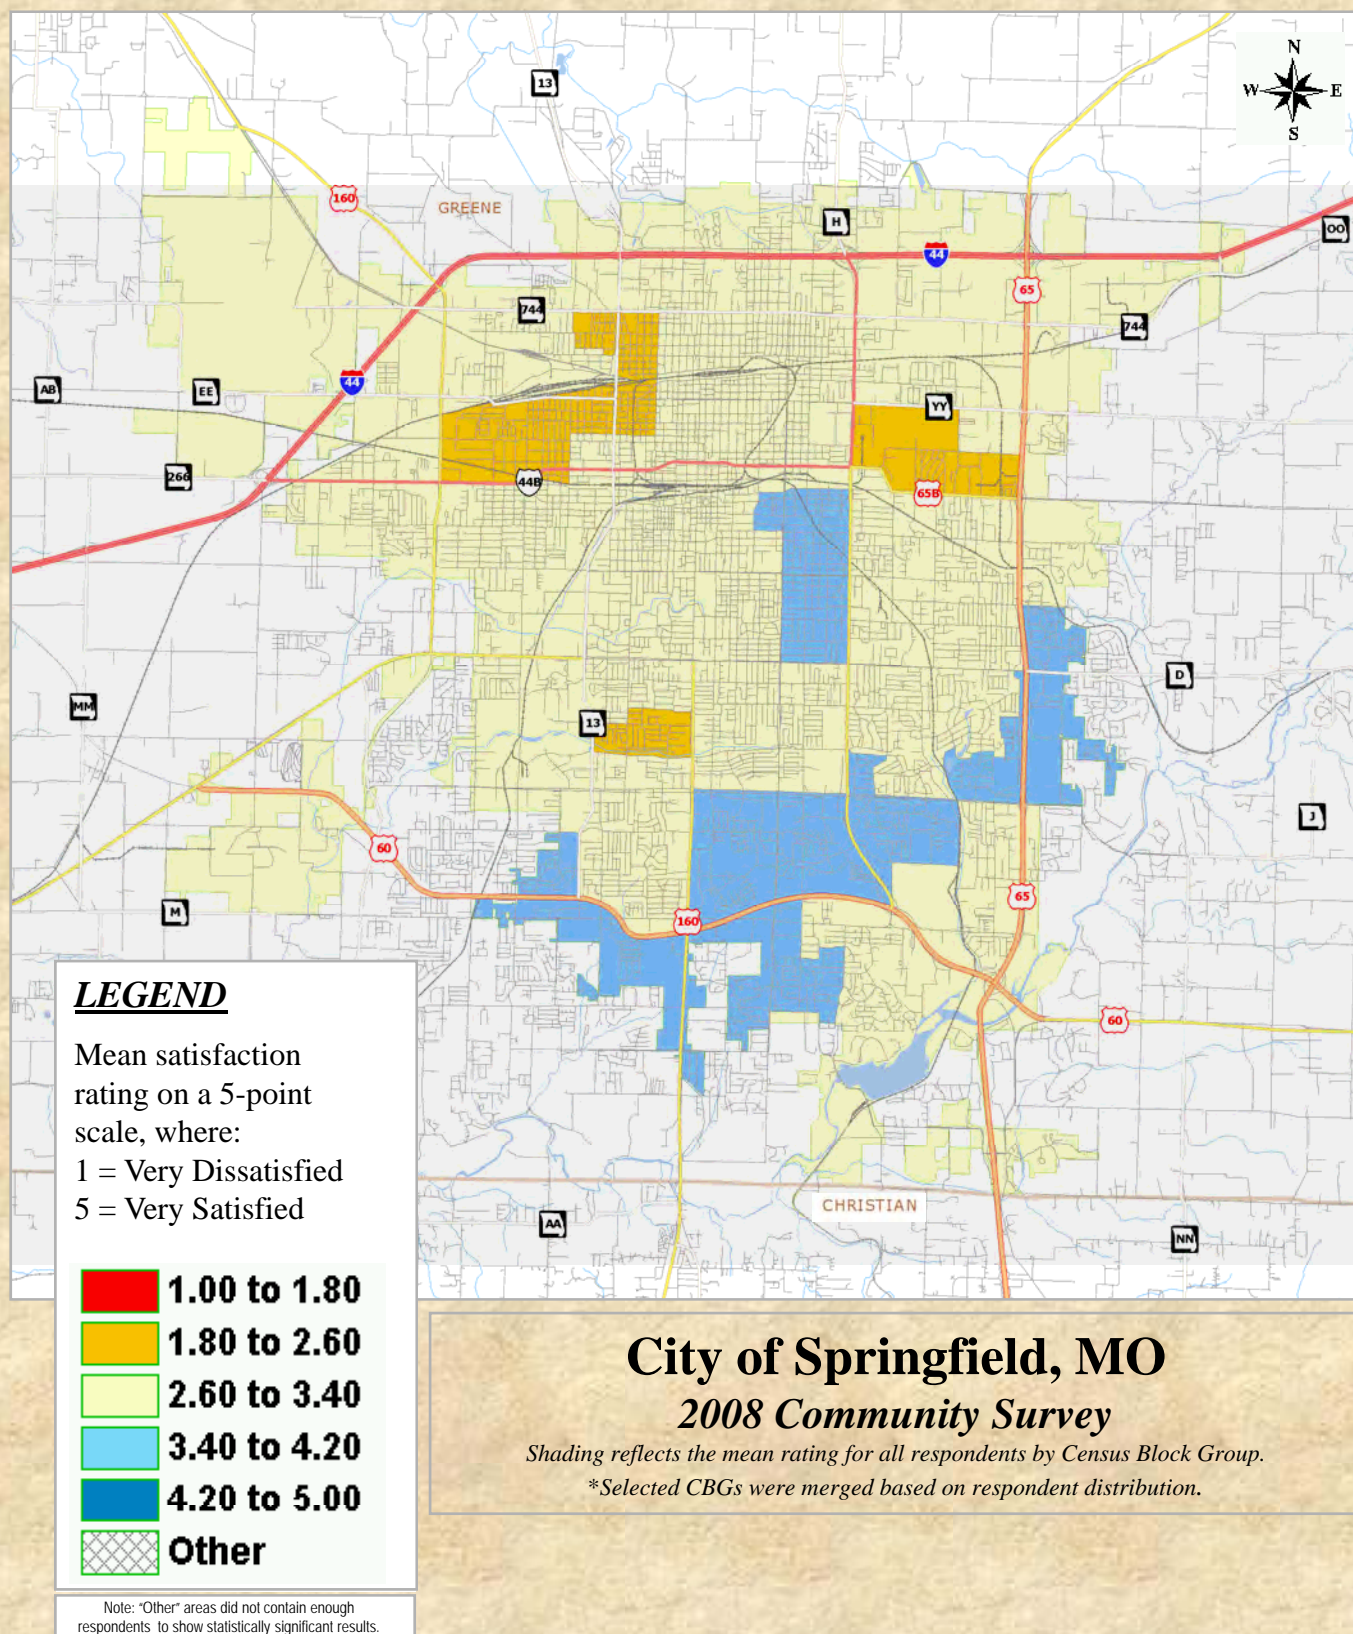 N
W E
S
13
160
GREENE
H
OO
44
65
744
744
44
AB
EE
YY
266
44B
65B
D
MM
13
J
60
65
M
160
60
CHRISTIAN
AA
NN
LEGEND
Mean satisfaction
rating on a 5-point
scale, where:
1 = Very Dissatisfied
5 = Very Satisfied
1.00 to 1.80
1.80 to 2.60
2.60 to 3.40
3.40 to 4.20
4.20 to 5.00
Other
Note: “Other” areas did not contain enough
respondents to show statistically significant results.
City of Springfield, MO
2008 Community Survey
Shading reflects the mean rating for all respondents by Census Block Group.
*Selected CBGs were merged based on respondent distribution.